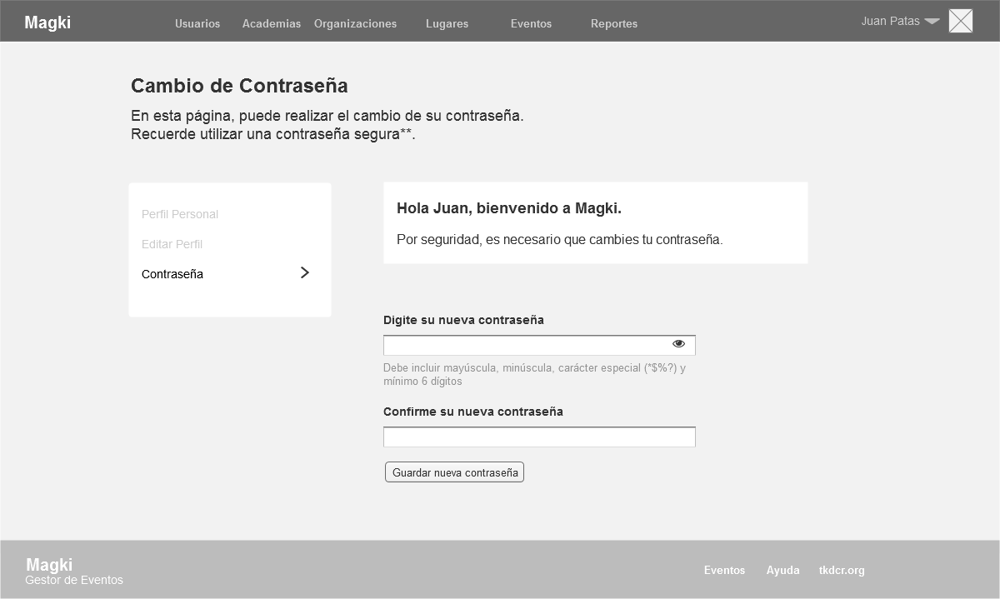 Magki
Usuarios Academias Organizaciones Lugares Eventos Reportes
Juan Patas
Cambio de Contraseña
En esta página, puede realizar el cambio de su contraseña.
Recuerde utilizar una contraseña segura**.
Perfil Personal
Editar Perfil
Contraseña
Hola Juan, bienvenido a Magki.
Por seguridad, es necesario que cambies tu contraseña.
Digite su nueva contraseña
Debe incluir mayúscula, minúscula, carácter especial (*$%?) y
mínimo 6 dígitos
Confirme su nueva contraseña
Guardar nueva contraseña
Magki
Gestor de Eventos
Eventos Ayuda tkdcr.org